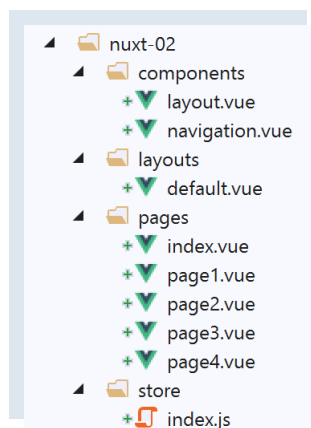 nuxt-02
components
layout.vue
navigation.vue
layouts
default.vue
pages
index.vue
page1.vue
page2.vue
page3.vue
page4.vue
store
index.js